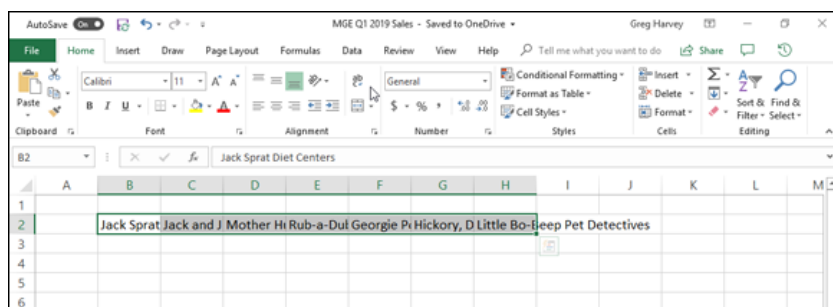 AutoSave On MGE Q1 2019 Sales - Saved to OneDrive Greg Harvey
File Home Insert Draw Page Layout Formulas Data Review View Help Tell me what you want to do Share
Calibri 11 A A General Conditional Formatting Insert
Paste B I U A $ % , Format as Table Delete Sort & Find &
Cell Styles Format Filter Select
Clipboard Font Alignment Number Styles Cells Editing
B2 fx Jack Sprat Diet Centers
A B C D E F G H I J K L M
1
2 Jack Sprat Jack and J Mother Hu Rub-a-Dul Georgie Pu Hickory, D Little Bo-Beep Pet Detectives
3
4
5
6